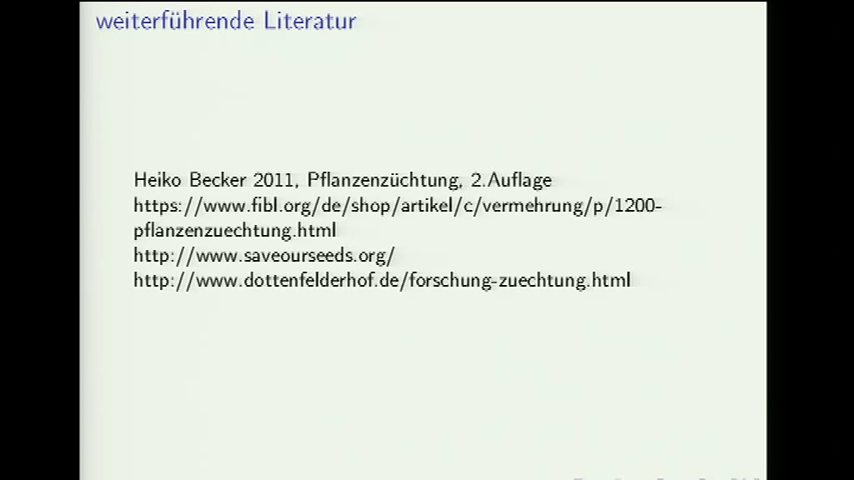 weiterführende Literatur
Heiko Becker 2011, Pflanzenzüchtung, 2.Auflage
https://www.fibl.org/de/shop/artikel/c/vermehrung/p/1200-
pflanzenzuechtung.html
http://www.saveourseeds.org/
http://www.dottenfelderhof.de/forschung-zuechtung.html